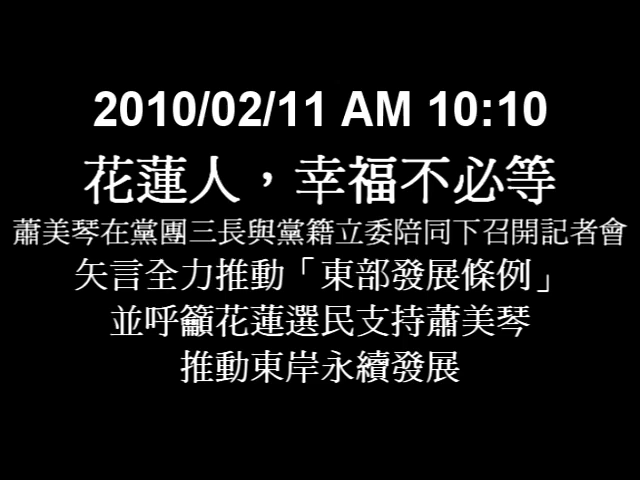 2010/02/11 AM 10:10
花蓮人，幸福不必等
蕭美琴在黨團三長與黨籍立委陪同下召開記者會
矢言全力推動「東部發展條例」
並呼籲花蓮選民支持蕭美琴
推動東岸永續發展